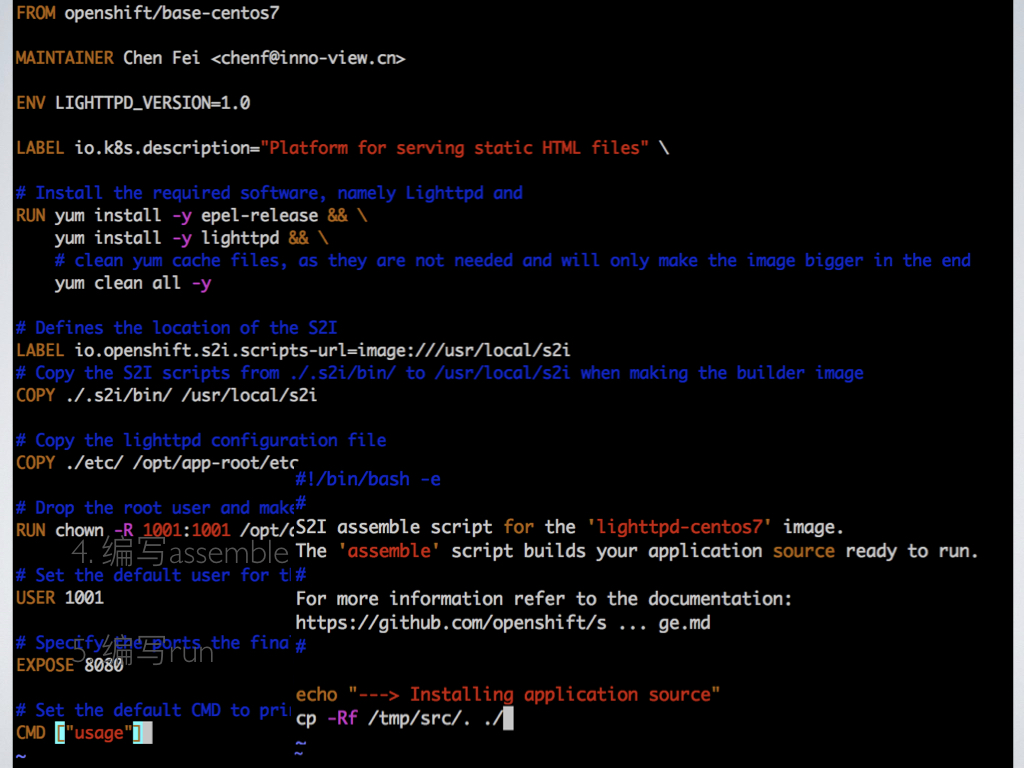 FROM openshift/base-centos7
MAINTAINER Chen Fei <chenf@inno-view.cn>
ENV LIGHTTPD_VERSION=1.0
LABEL io.k8s.description="Platform for serving static HTML files" \
# Install the required software, namely Lighttpd and
RUN yum install -y epel-release && \
yum install -y lighttpd && \
# clean yum cache files, as they are not needed and will only make the image bigger in the end
yum clean all -y
# Defines the location of the S2I
LABEL io.openshift.s2i.scripts-url=image:///usr/local/s2i
# Copy the S2I scripts from ./.s2i/bin/ to /usr/local/s2i when making the builder image
COPY ./.s2i/bin/ /usr/local/s2i
# Copy the lighttpd configuration file
COPY ./etc/ /opt/app-root/etc
# Drop the root user and make
RUN chown -R 1001:1001 /opt/
4. 编写assemble
# Set the default user for
USER 1001
# Specify the ports the fina
5. 编写run
EXPOSE 8080
# Set the default CMD to pri
CMD ["usage"]
~
#!/bin/bash -e
#
S2I assemble script for the 'lighttpd-centos7' image.
The 'assemble' script builds your application source ready to run.
#
For more information refer to the documentation:
https://github.com/openshift/s ... ge.md
#
echo "---> Installing application source"
cp -Rf /tmp/src/. ./
~
~